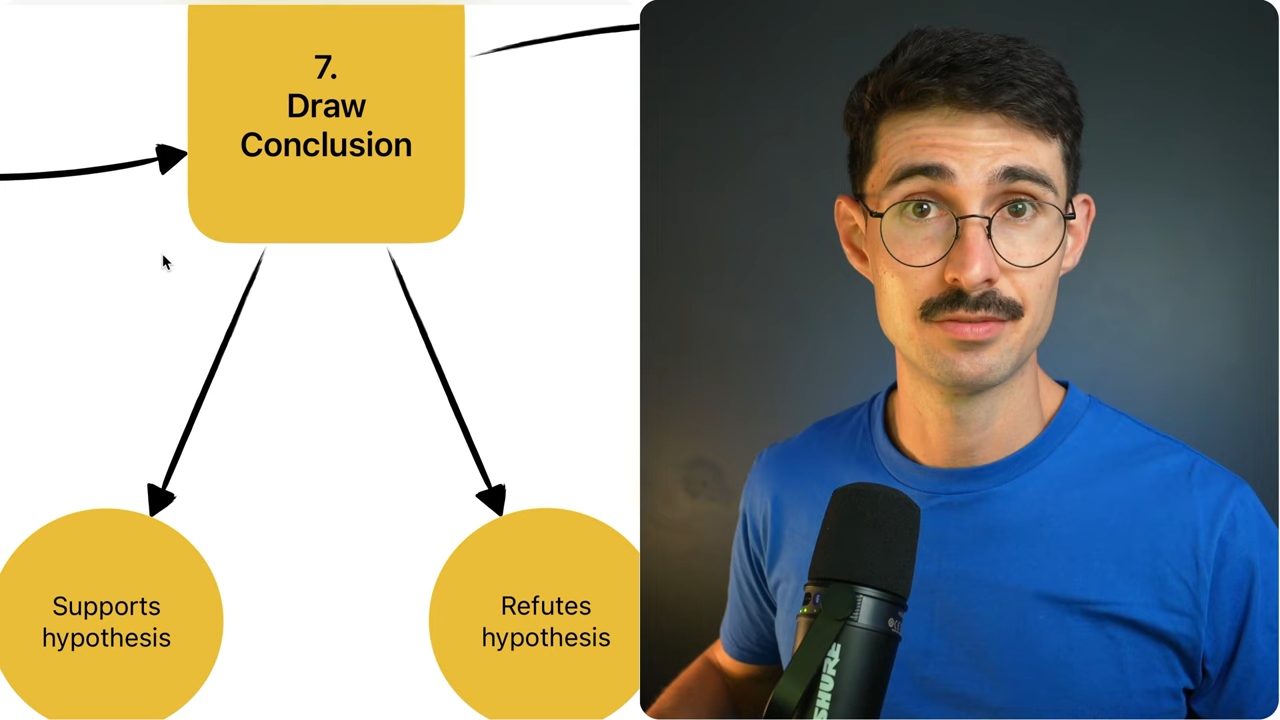 7.
Draw
Conclusion
Supports
hypothesis
Refutes
hypothesis
SHURE